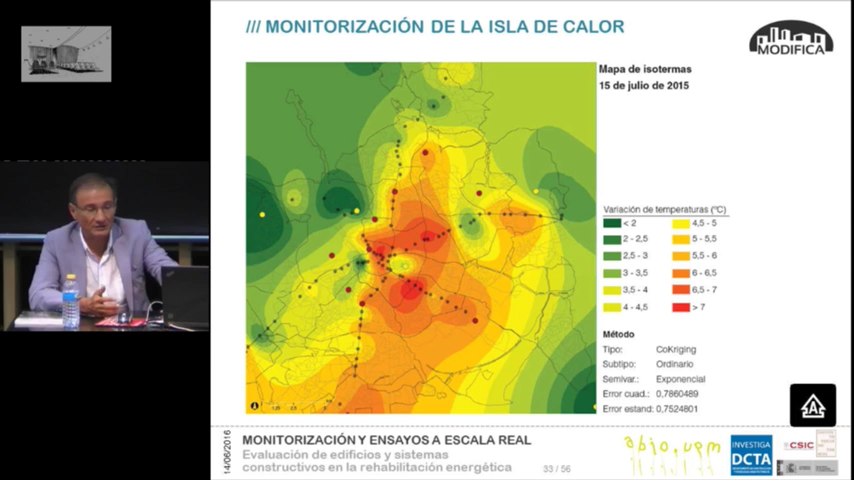 /// MONITORIZACIÓN DE LA ISLA DE CALOR
MODIFICA
Mapa de isotermas
15 de julio de 2015
Variación de temperaturas (ºC)
< 2
2 - 2,5
2,5 - 3
3 - 3,5
3,5 - 4
4 - 4,5
4,5 - 5
5 - 5,5
5,5 - 6
6 - 6,5
6,5 - 7
> 7
Método
Tipo: CoKriging
Subtipo: Ordinario
Semivar.: Exponencial
Error cuad.: 0,7860489
Error estand: 0,7524801
14/06/2016
MONITORIZACIÓN Y ENSAYOS A ESCALA REAL
Evaluación de edificios y sistemas
constructivos en la rehabilitación energética
33 / 56
abio.upm
INVESTIGA
DCTA
CSIC